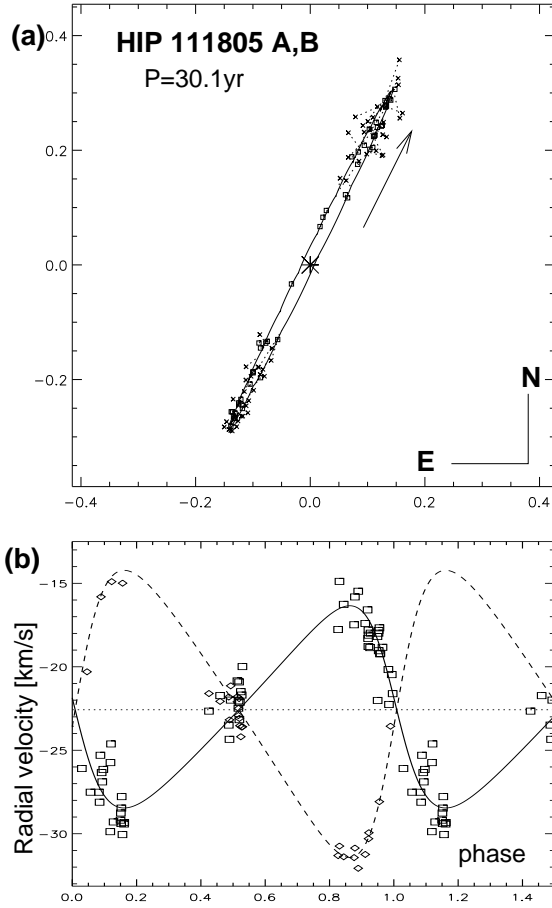 (a)
HIP 111805 A,B
P=30.1yr
0.4
0.2
0.0
−0.2
N
E
−0.4 −0.2 0.0 0.2 0.4
(b)
−15
−20
−25
−30
Radial velocity [km/s]
phase
0.0 0.2 0.4 0.6 0.8 1.0 1.2 1.4